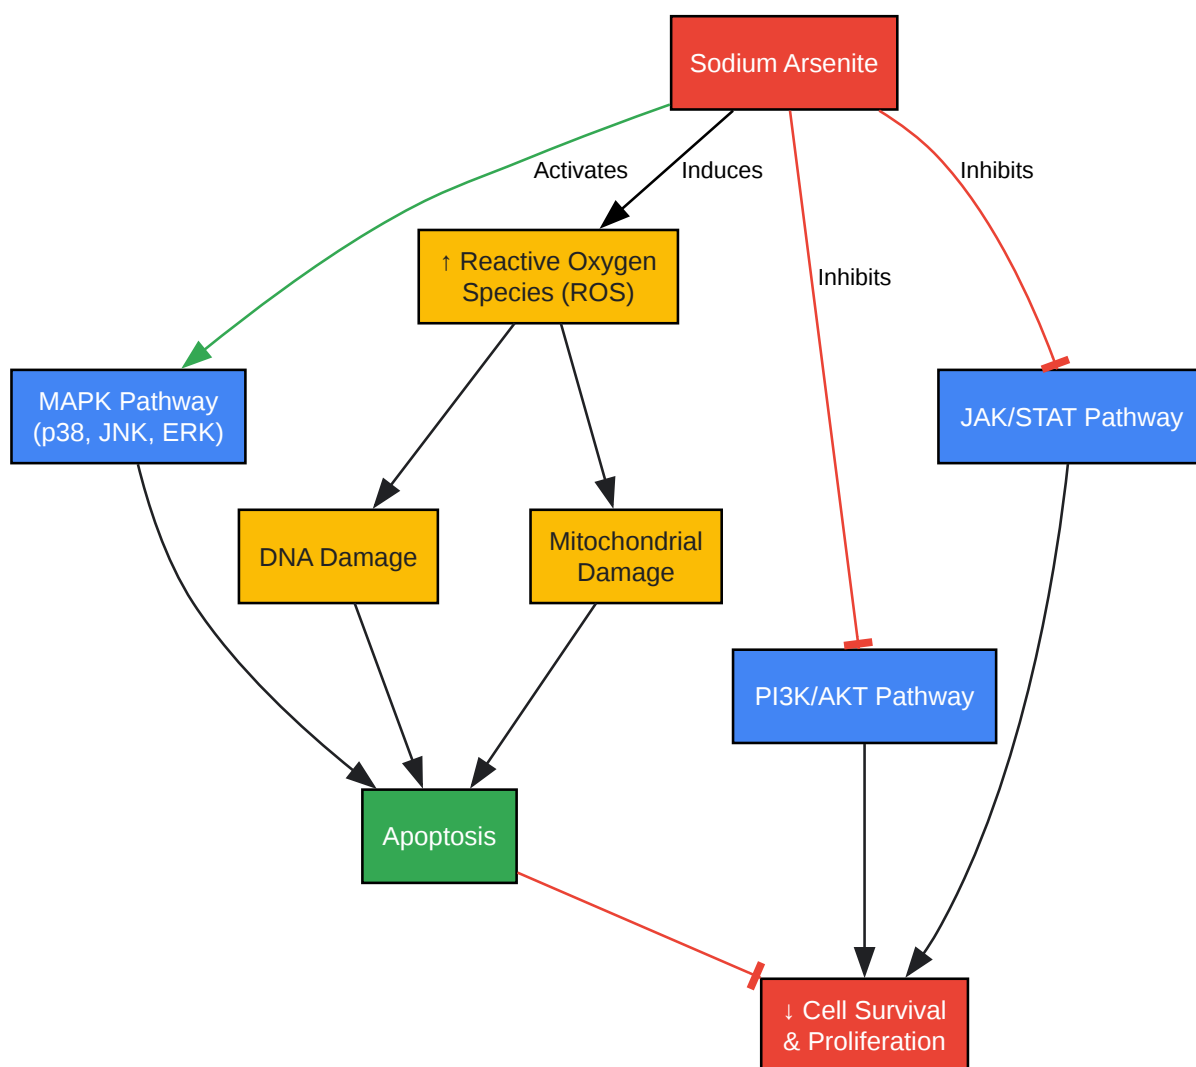 Sodium Arsenite
Activates
Induces
Inhibits
↑ Reactive Oxygen
Species (ROS)
Inhibits
MAPK Pathway
(p38, JNK, ERK)
JAK/STAT Pathway
DNA Damage
Mitochondrial
Damage
PI3K/AKT Pathway
Apoptosis
↓ Cell Survival
& Proliferation